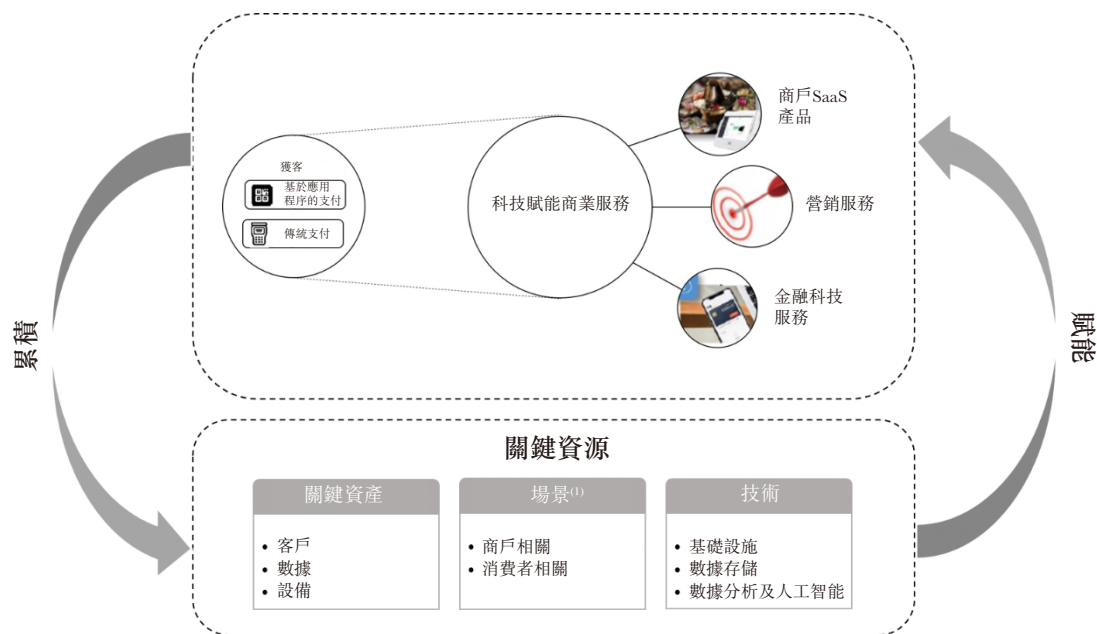 商戶SaaS
產品
獲客
基於應用
程序的支付
傳統支付
科技賦能商業服務
營銷服務
金融科技
服務
累積
賦能
關鍵資源
關鍵資產
• 客戶
• 數據
• 設備
場景(1)
• 商戶相關
• 消費者相關
技術
• 基礎設施
• 數據存儲
• 數據分析及人工智能